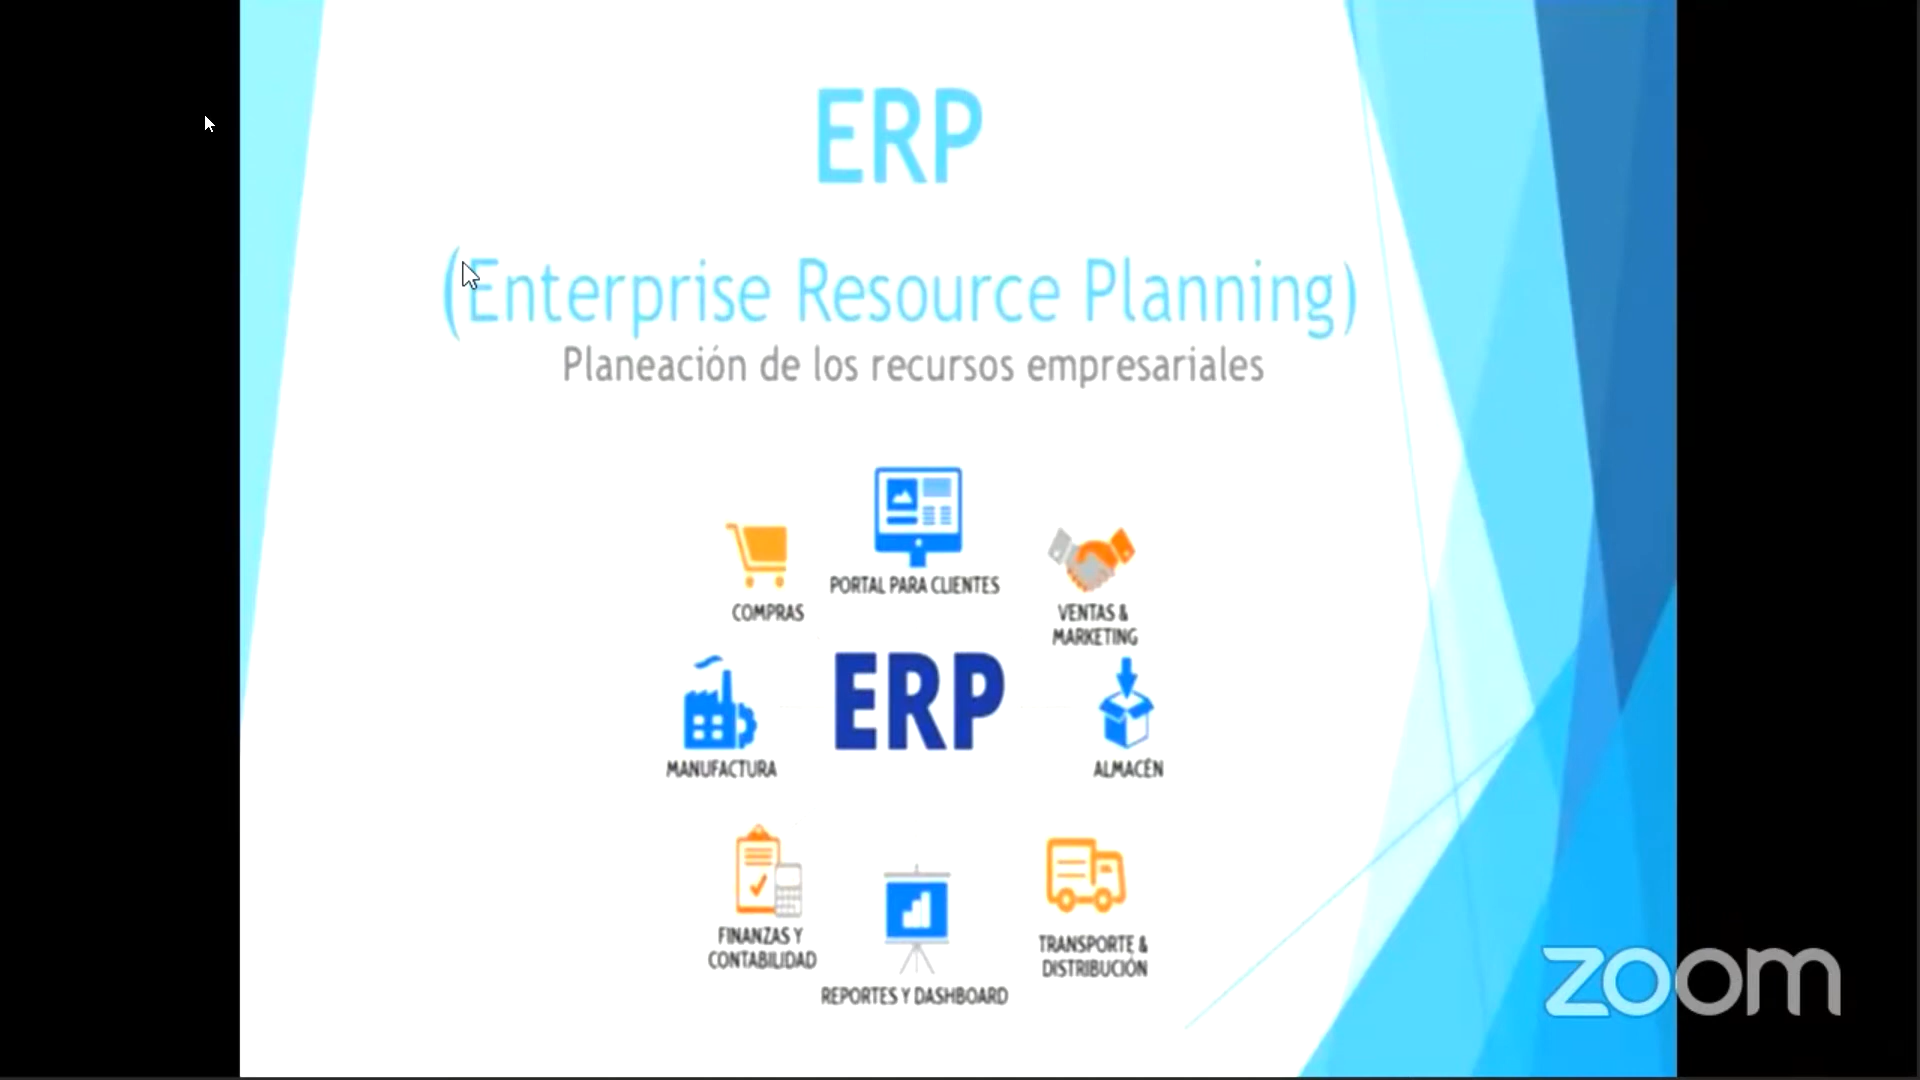 ERP
(Enterprise Resource Planning)
Planeación de los recursos empresariales
PORTAL PARA CLIENTES
COMPRAS
VENTAS &
MARKETING
ERP
MANUFACTURA
ALMACÉN
FINANZAS Y
CONTABILIDAD
REPORTES Y DASHBOARD
TRANSPORTE &
DISTRIBUCIÓN
zoom